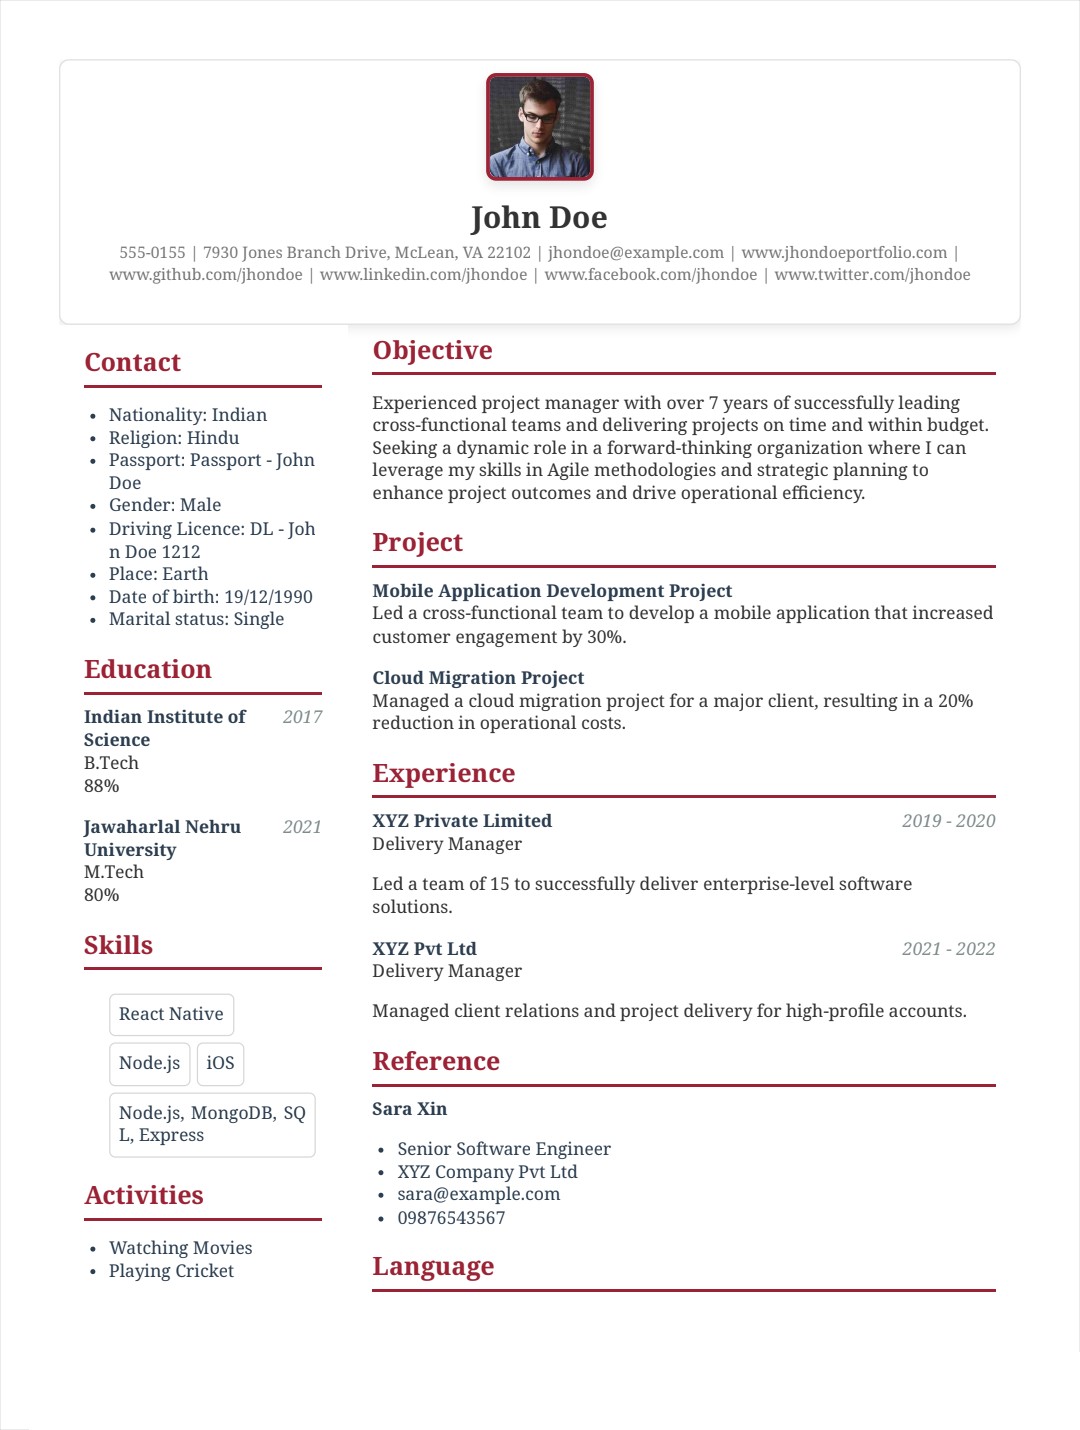 John Doe
555-0155 | 7930 Jones Branch Drive, McLean, VA 22102 | jhondoe@example.com | www.jhondoeportfolio.com |
www.github.com/jhondoe | www.linkedin.com/jhondoe | www.facebook.com/jhondoe | www.twitter.com/jhondoe
Contact
• Nationality: Indian
• Religion: Hindu
• Passport: Passport - John
Doe
• Gender: Male
• Driving Licence: DL - Joh
n Doe 1212
• Place: Earth
• Date of birth: 19/12/1990
• Marital status: Single
Education
Indian Institute of 2017
Science
B.Tech
88%
Jawaharlal Nehru 2021
University
M.Tech
80%
Skills
React Native
Node.js iOS
Node.js, MongoDB, SQ
L, Express
Activities
• Watching Movies
• Playing Cricket
Objective
Experienced project manager with over 7 years of successfully leading
cross-functional teams and delivering projects on time and within budget.
Seeking a dynamic role in a forward-thinking organization where I can
leverage my skills in Agile methodologies and strategic planning to
enhance project outcomes and drive operational efficiency.
Project
Mobile Application Development Project
Led a cross-functional team to develop a mobile application that increased
customer engagement by 30%.
Cloud Migration Project
Managed a cloud migration project for a major client, resulting in a 20%
reduction in operational costs.
Experience
XYZ Private Limited 2019 - 2020
Delivery Manager
Led a team of 15 to successfully deliver enterprise-level software
solutions.
XYZ Pvt Ltd 2021 - 2022
Delivery Manager
Managed client relations and project delivery for high-profile accounts.
Reference
Sara Xin
• Senior Software Engineer
• XYZ Company Pvt Ltd
• sara@example.com
• 09876543567
Language